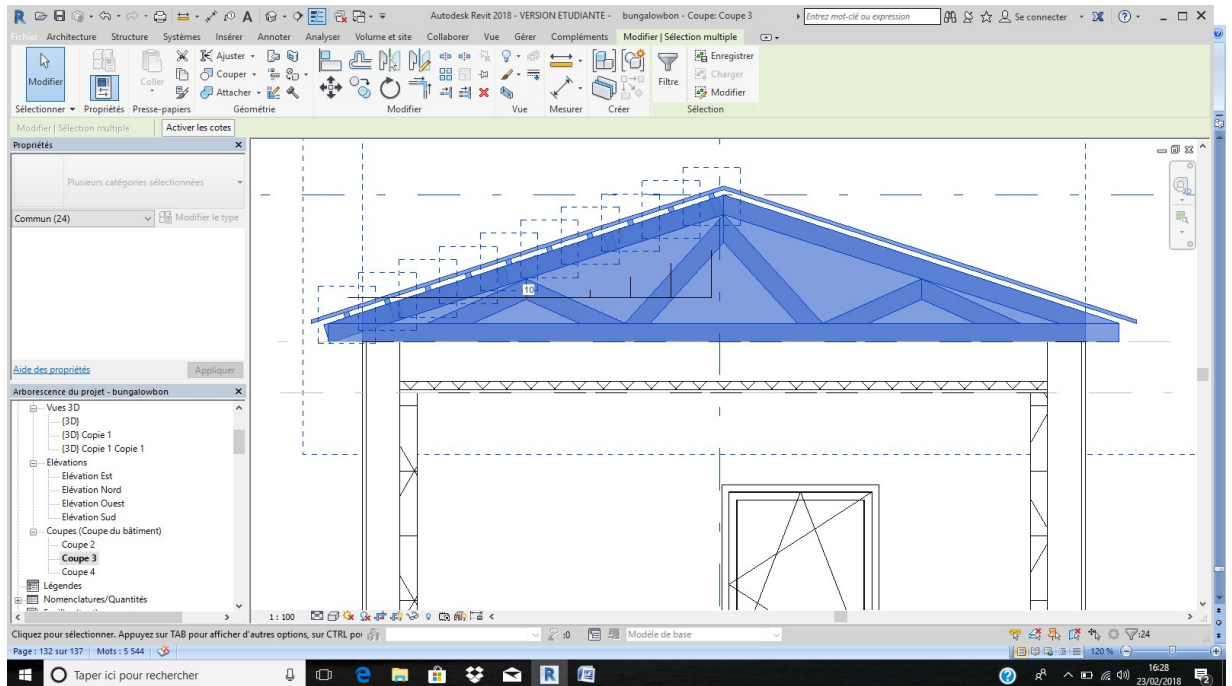 Autodesk Revit 2018 - VERSION ETUDIANTE - bungalowbon - Coupe: Coupe 3
Entrez mot-clé ou expression
Se connecter
Fichier Architecture Structure Systèmes Insérer Annoter Analyser Volume et site Collaborer Vue Gérer Compléments Modifier | Sélection multiple
Modifier
Coller
Ajuster
Couper
Attacher
Filtre
Enregistrer
Charger
Modifier
Sélectionner Propriétés Presse-papiers Géométrie Modifier Vue Mesurer Créer Sélection
Modifier | Sélection multiple Activer les cotes
Propriétés
Plusieurs catégories sélectionnées
Commun (24) Modifier le type
Aide des propriétés Appliquer
Arborescence du projet - bungalowbon
Vues 3D
{3D}
{3D} Copie 1
{3D} Copie 1 Copie 1
Elévations
Elévation Est
Elévation Nord
Elévation Ouest
Elévation Sud
Coupes (Coupe du bâtiment)
Coupe 2
Coupe 3
Coupe 4
Légendes
Nomenclatures/Quantités
10
2D
1 : 100
Cliquez pour sélectionner. Appuyez sur TAB pour afficher d'autres options, sur CTRL po
:0 Modèle de base :24
Page : 132 sur 137 Mots : 5 544 120 %
Taper ici pour rechercher
16:28
23/02/2018